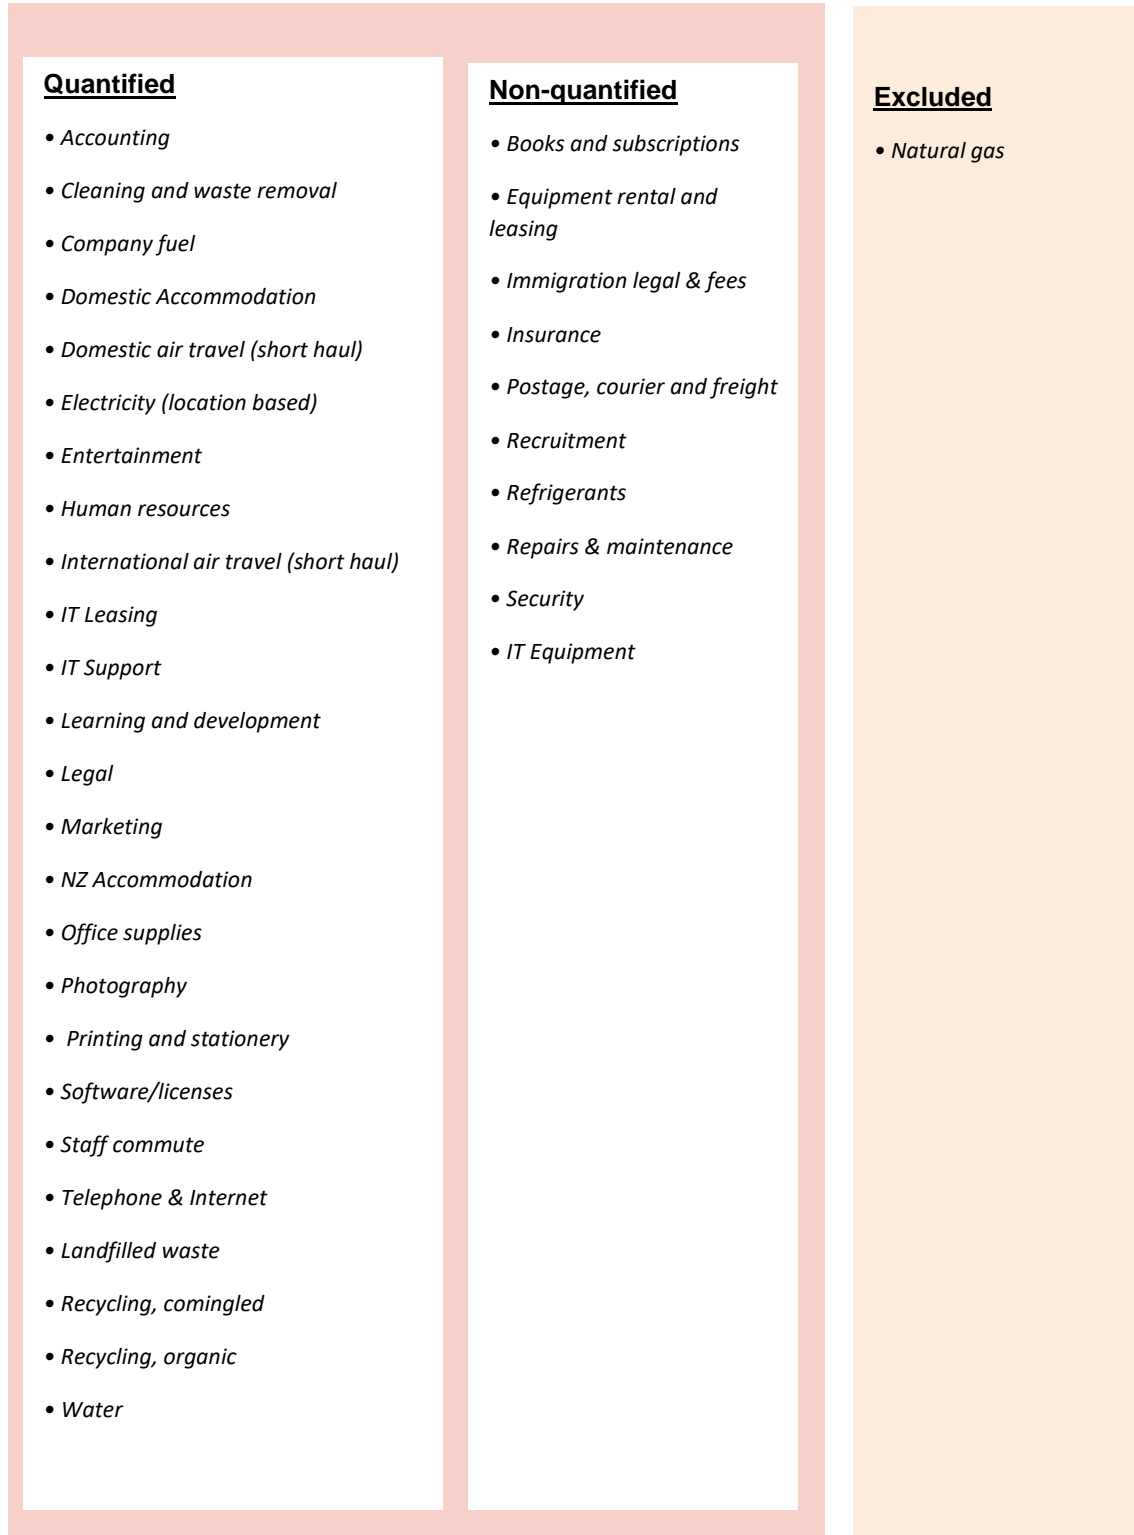 Quantified
• Accounting
• Cleaning and waste removal
• Company fuel
• Domestic Accommodation
• Domestic air travel (short haul)
• Electricity (location based)
• Entertainment
• Human resources
• International air travel (short haul)
• IT Leasing
• IT Support
• Learning and development
• Legal
• Marketing
• NZ Accommodation
• Office supplies
• Photography
•  Printing and stationery
• Software/licenses
• Staff commute
• Telephone & Internet
• Landfilled waste
• Recycling, comingled
• Recycling, organic
• Water
Non-quantified
• Books and subscriptions
• Equipment rental and
leasing
• Immigration legal & fees
• Insurance
• Postage, courier and freight
• Recruitment
• Refrigerants
• Repairs & maintenance
• Security
• IT Equipment
Excluded
• Natural gas